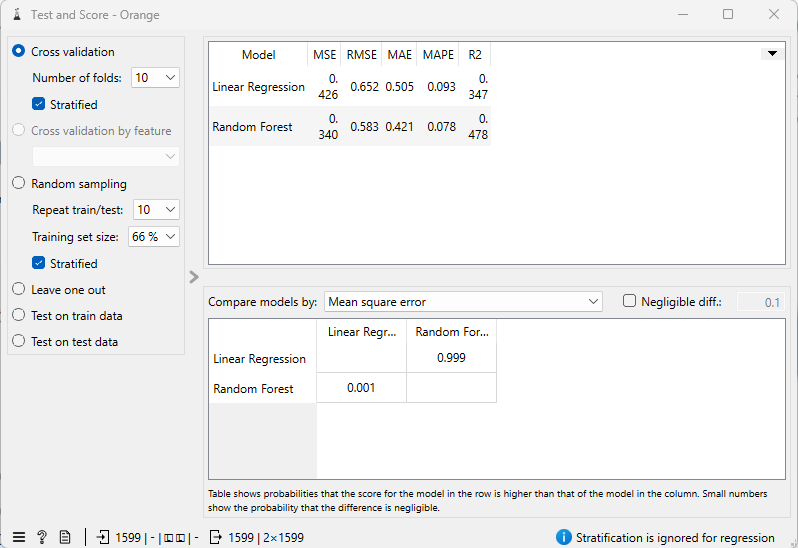 Test and Score - Orange
Cross validation
Number of folds: 10
Stratified
Cross validation by feature
Random sampling
Repeat train/test: 10
Training set size: 66 %
Stratified
Leave one out
Test on train data
Test on test data
Model MSE RMSE MAE MAPE R2
Linear Regression 0.426 0.652 0.505 0.093 0.347
Random Forest 0.340 0.583 0.421 0.078 0.478
Compare models by: Mean square error Negligible diff.: 0.1
Linear Regr... Random For...
Linear Regression 0.999
Random Forest 0.001
Table shows probabilities that the score for the model in the row is higher than that of the model in the column. Small numbers
show the probability that the difference is negligible.
1599 | - | - 1599 | 2×1599
Stratification is ignored for regression